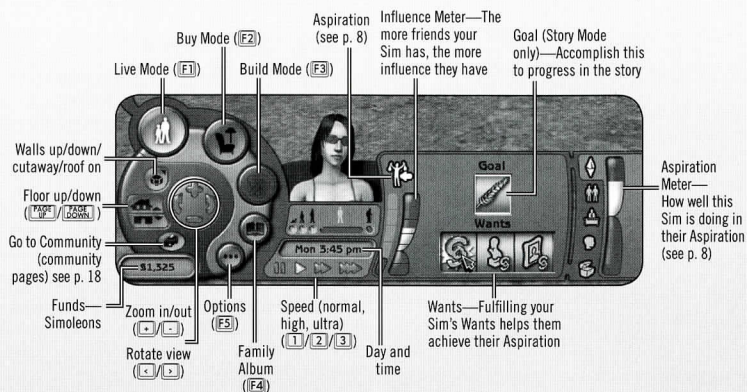 Aspiration
(see p. 8)
Influence Meter—The
more friends your
Sim has, the more
influence they have
Goal (Story Mode
only)—Accomplish this
to progress in the story
Buy Mode (F2)
Live Mode (F1)
Build Mode (F3)
Walls up/down/
cutaway/roof on
Floor up/down
(PAGE UP/PAGE DOWN)
Go to Community
(community
pages) see p. 18
Funds—
Simoleons
Zoom in/out
(+/-)
Rotate view
(</>)
Options
(F5)
Family
Album
(F4)
Speed (normal,
high, ultra)
(1/2/3)
Day and
time
Wants—Fulfilling your
Sim's Wants helps them
achieve their Aspiration
Aspiration
Meter—
How well this
Sim is doing in
their Aspiration
(see p. 8)
Goal
Wants
Mon 3:45 pm
§1,325